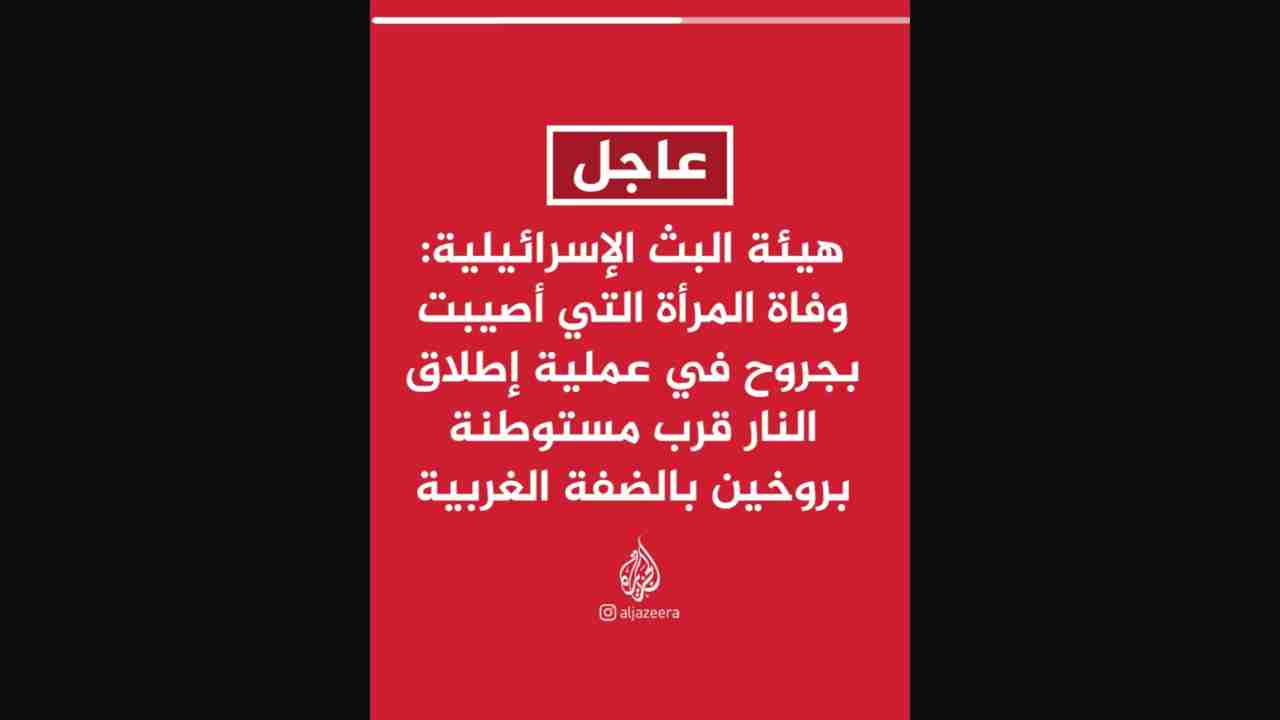 عاجل
هيئة البث الإسرائيلية:
وفاة المرأة التي أصيبت
بجروح في عملية إطلاق
النار قرب مستوطنة
بروخين بالضفة الغربية
الجزيرة
aljazeera